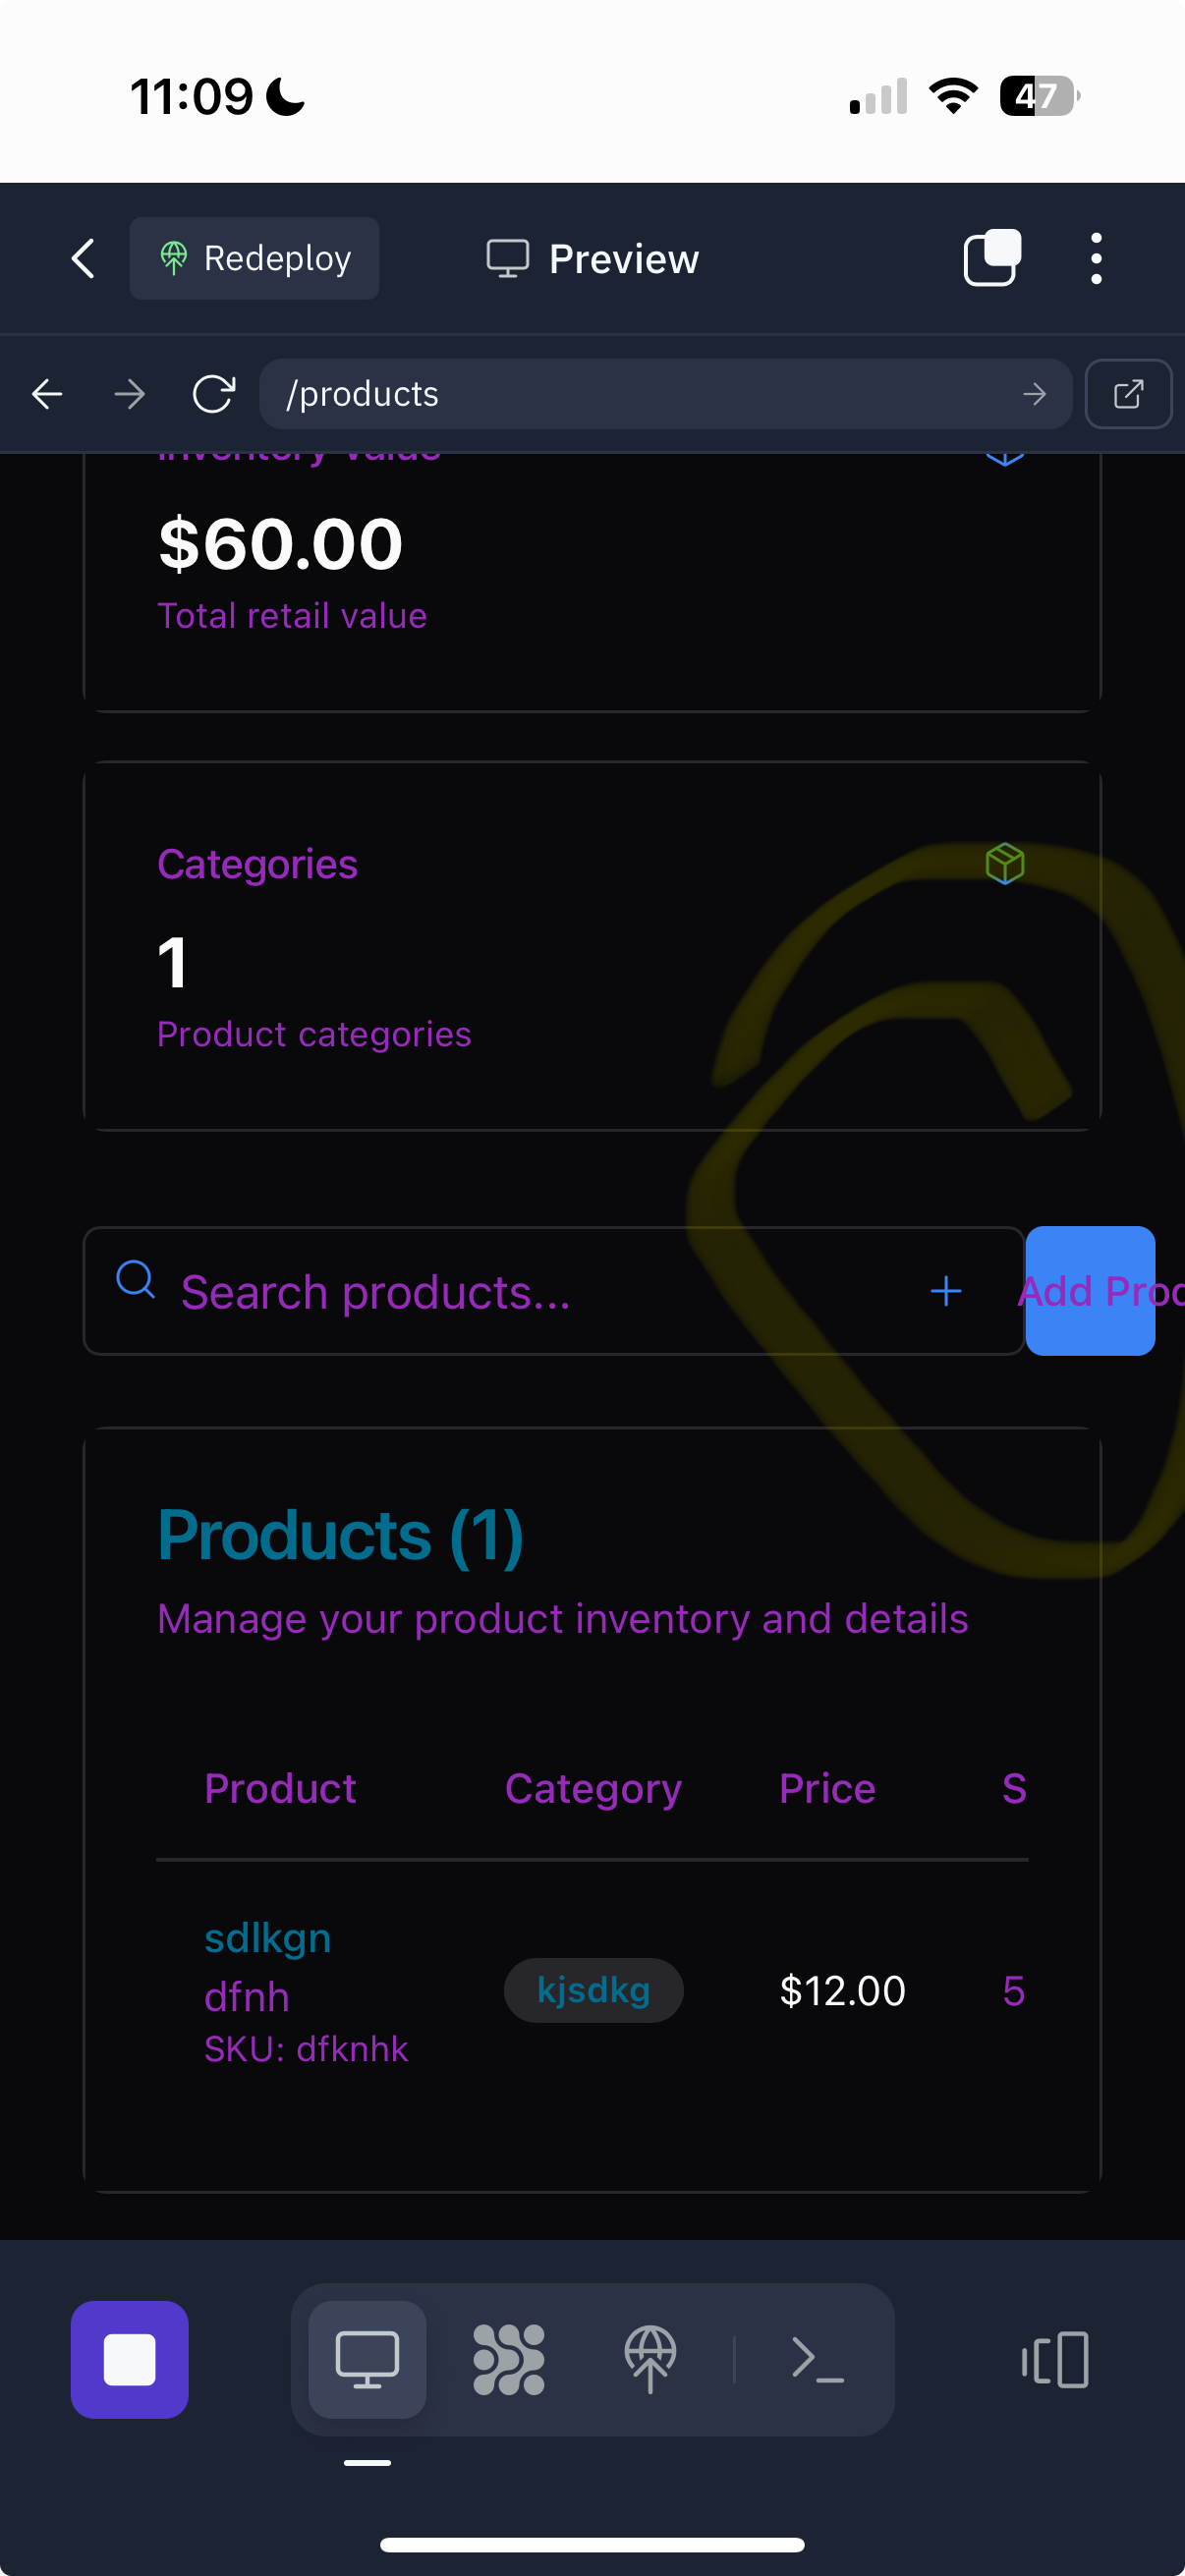 11:09
47
Redeploy
Preview
/products
Inventory value
$60.00
Total retail value
Categories
1
Product categories
Search products...
Add Prod
Products (1)
Manage your product inventory and details
Product Category Price S
sdlkgn
dfnh
kjsdkg
$12.00
5
SKU: dfknhk